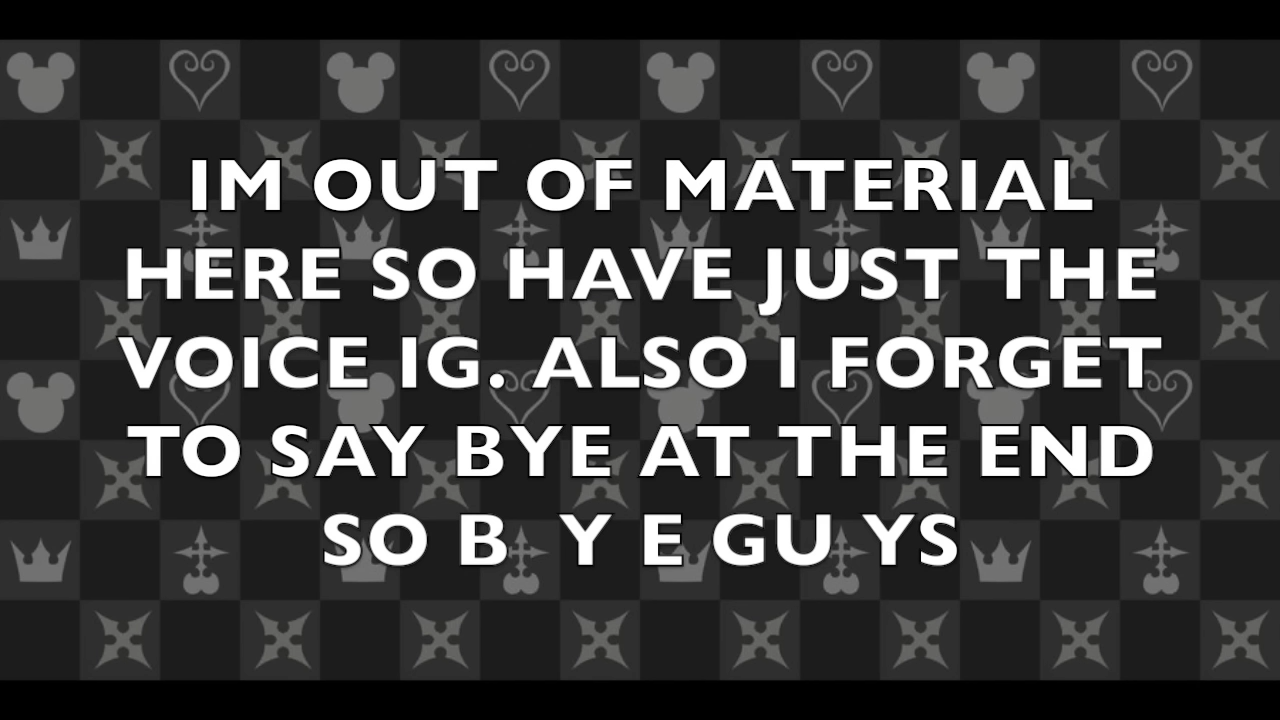 IM OUT OF MATERIAL
HERE SO HAVE JUST THE
VOICE IG. ALSO I FORGET
TO SAY BYE AT THE END
SO B  Y E GU YS